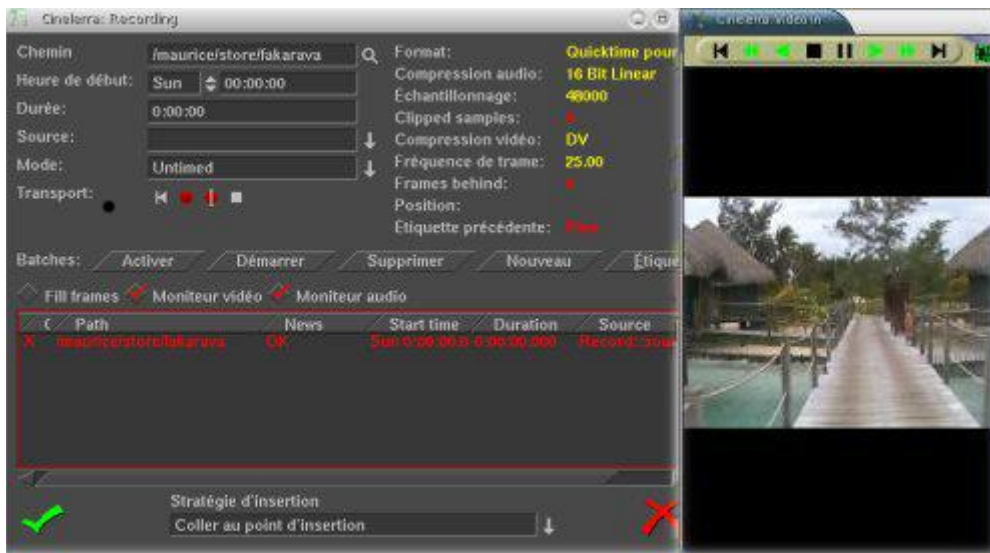 Cinelerra: Recording
Cinelerra: Video in
Chemin /maurice/store/fakarava
Heure de début: Sun 00:00:00
Durée: 0:00:00
Source:
Mode: Untimed
Transport:
Format: Quicktime pour
Compression audio: 16 Bit Linear
Échantillonnage: 48000
Clipped samples:
Compression vidéo: DV
Fréquence de trame: 25.00
Frames behind:
Position:
Étiquette précédente:
Batches: Activer Démarrer Supprimer Nouveau Étique
Fill frames Moniteur vidéo Moniteur audio
Path News Start time Duration Source
X /maurice/store/fakarava OK Sun 0:00:00.0 0:00:00.000 Record: sour
Stratégie d'insertion
Coller au point d'insertion